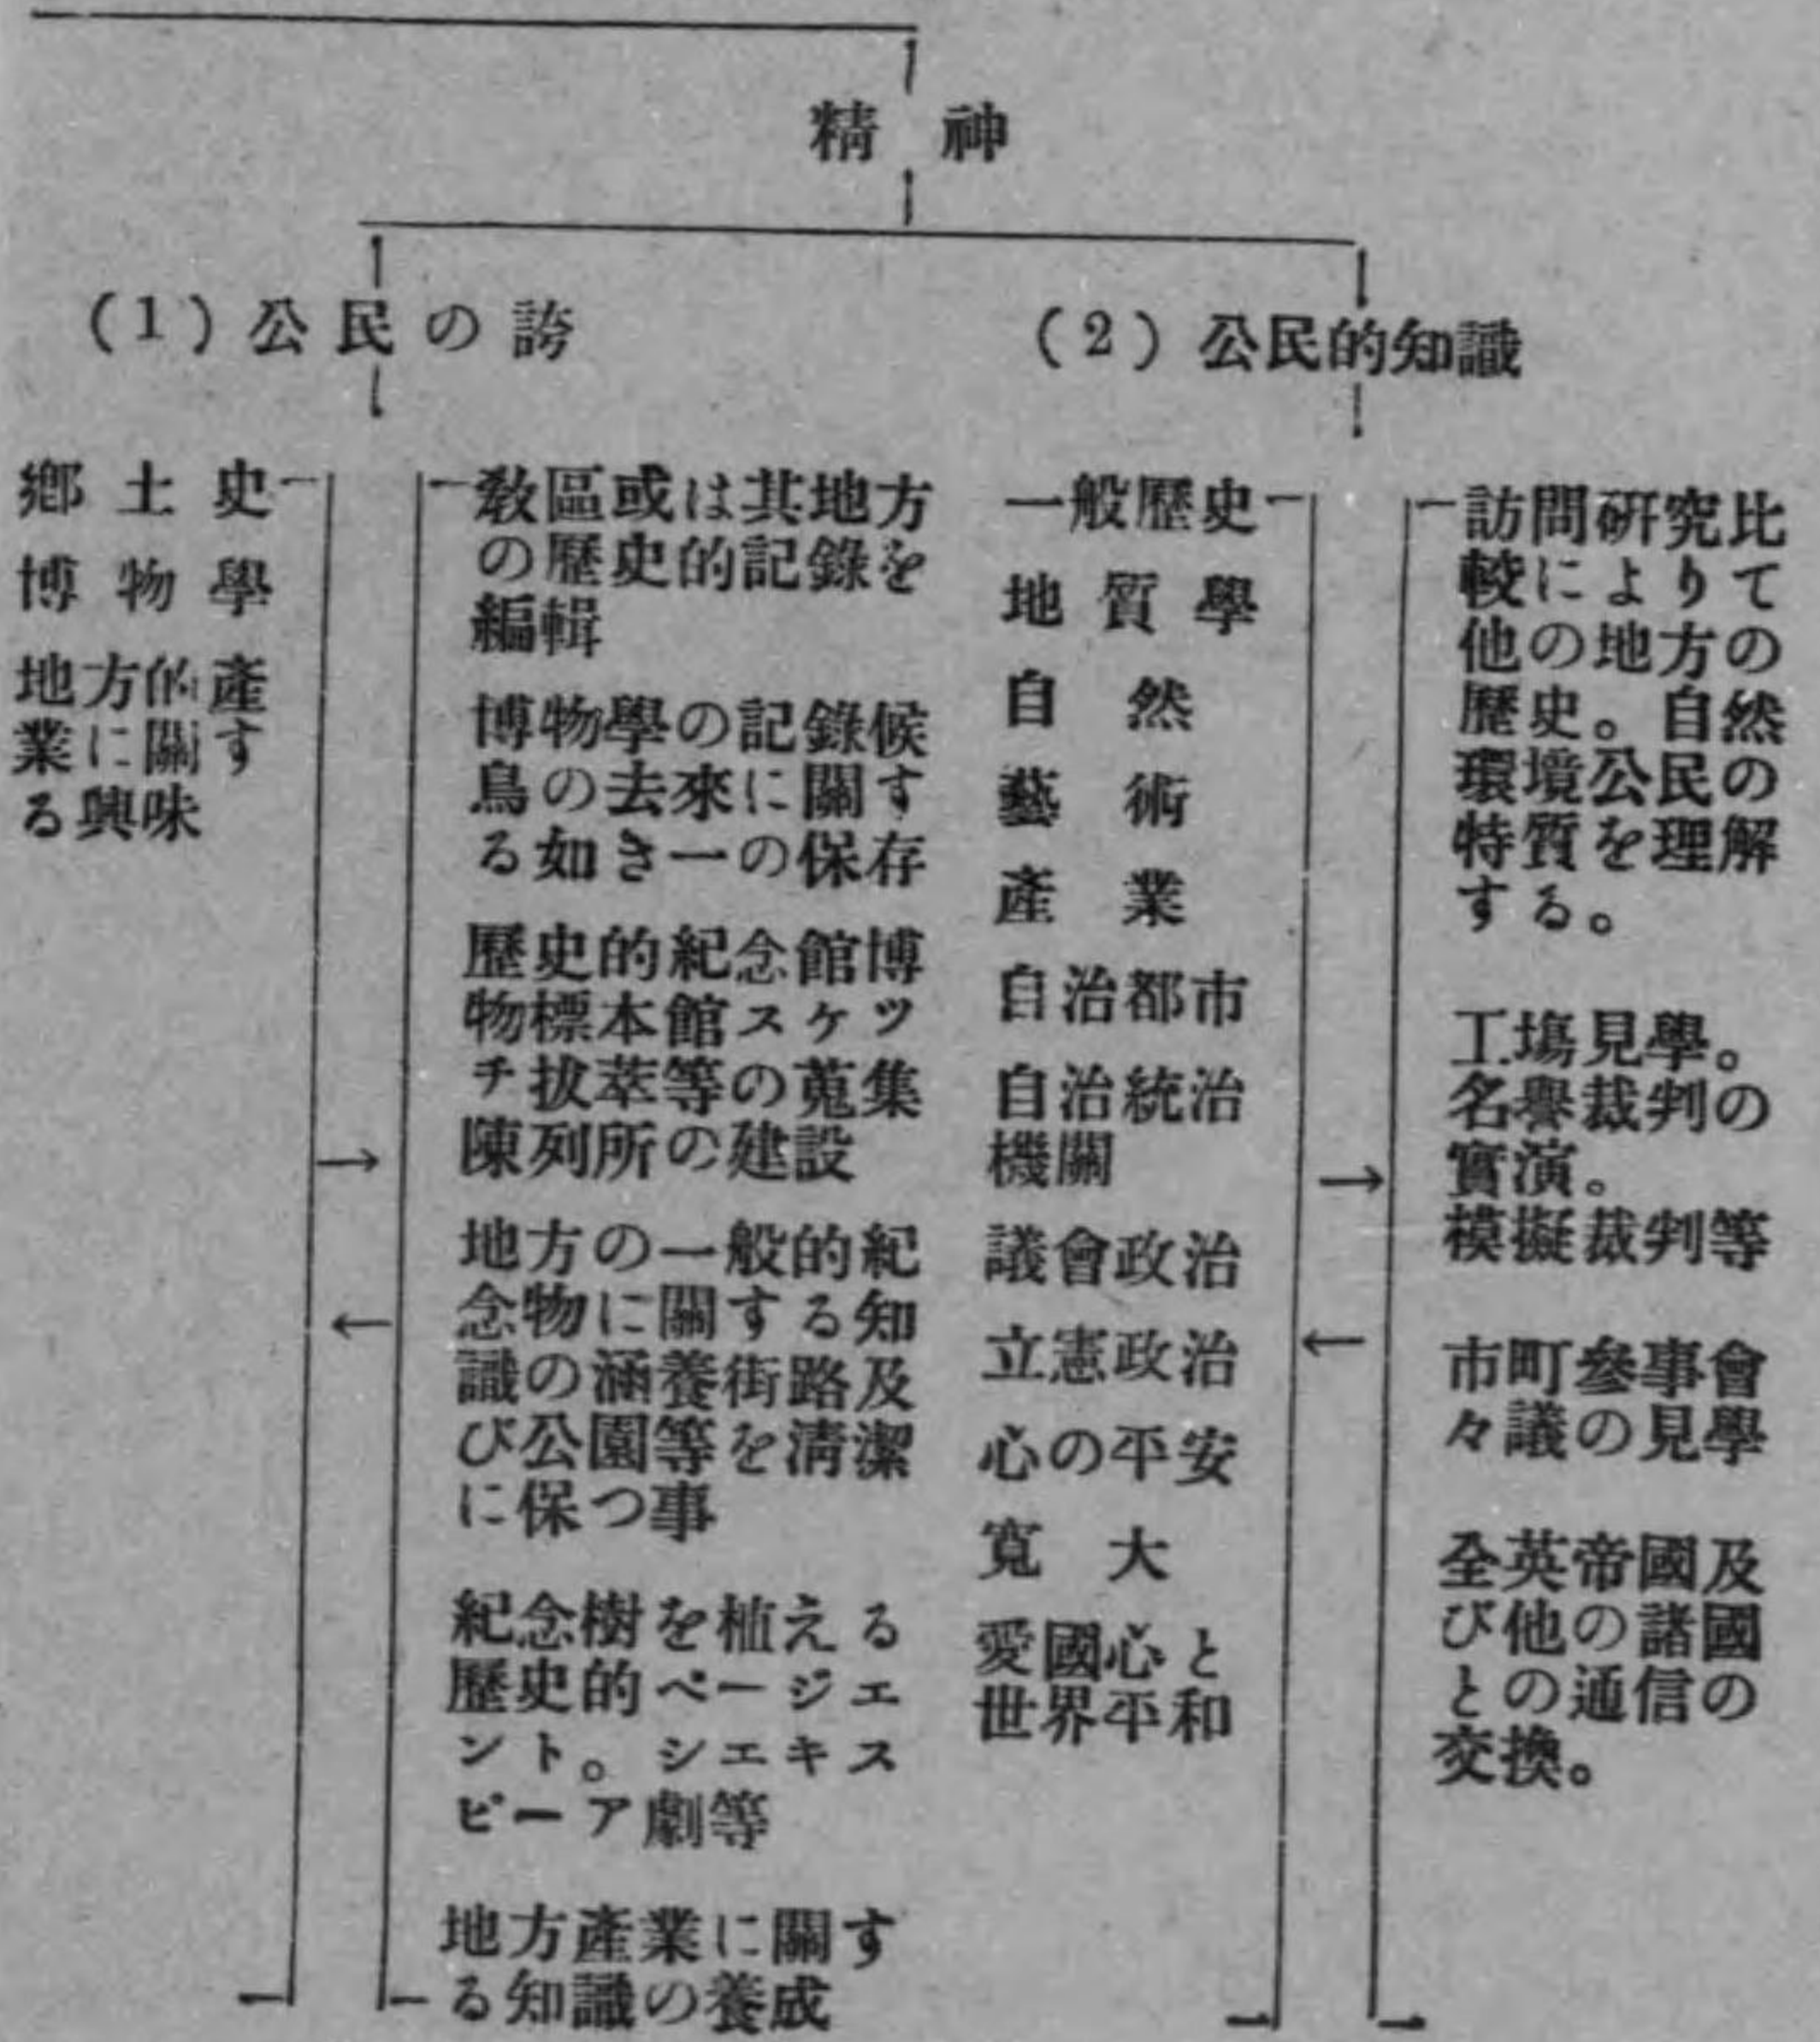 精神
(1)公民の誇
鄕土史
博物學
地方的產
業に關す
る興味
敎區或は其地方
の歷史的記錄を
編輯
博物學の記錄候
鳥の去來に關す
る如き一の保存
歷史的紀念館博
物標本館スケツ
チ拔萃等の蒐集
陳列所の建設
地方の一般的紀
念物に關する知
識の涵養街路及
び公園等を淸潔
に保つ事
紀念樹を植える
歷史的ページエ
ント。シエキス
ピーア劇等
地方產業に關す
る知識の養成
(2)公民的知識
一般歷史
地質學
自然
藝術
產業
自治都市
自治統治
機關
議會政治
立憲政治
心の平安
寬大
愛國心と
世界平和
訪問硏究比
較によりて
他の地方の
歷史。自然
環境公民の
特質を理解
する。
工塲見學。
名譽裁判の
實演。
模擬裁判等
市町參事會
々議の見學
全英帝國及
び他の諸國
との通信の
交換。